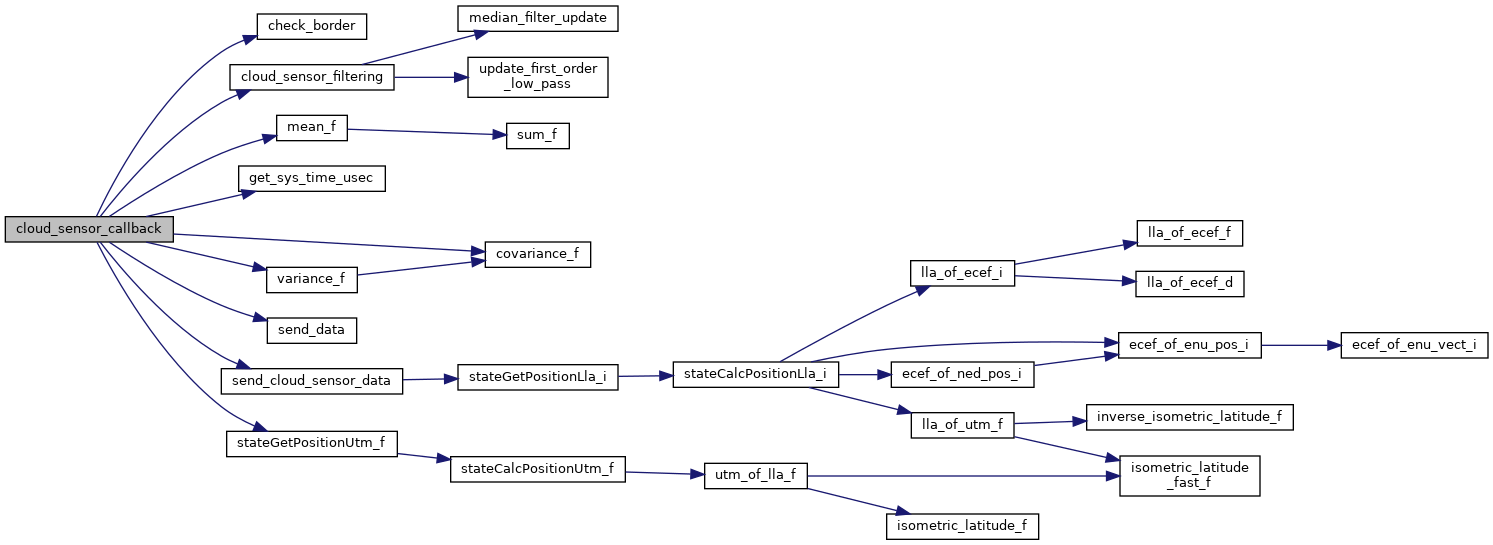 cloud_sensor_callback
check_border
cloud_sensor_filtering
median_filter_update
update_first_order
_low_pass
mean_f
sum_f
get_sys_time_usec
covariance_f
variance_f
send_data
send_cloud_sensor_data
stateGetPositionLla_i
stateCalcPositionLla_i
lla_of_ecef_i
lla_of_ecef_f
lla_of_ecef_d
ecef_of_enu_pos_i
ecef_of_enu_vect_i
ecef_of_ned_pos_i
lla_of_utm_f
inverse_isometric_latitude_f
isometric_latitude
_fast_f
stateGetPositionUtm_f
stateCalcPositionUtm_f
utm_of_lla_f
isometric_latitude_f